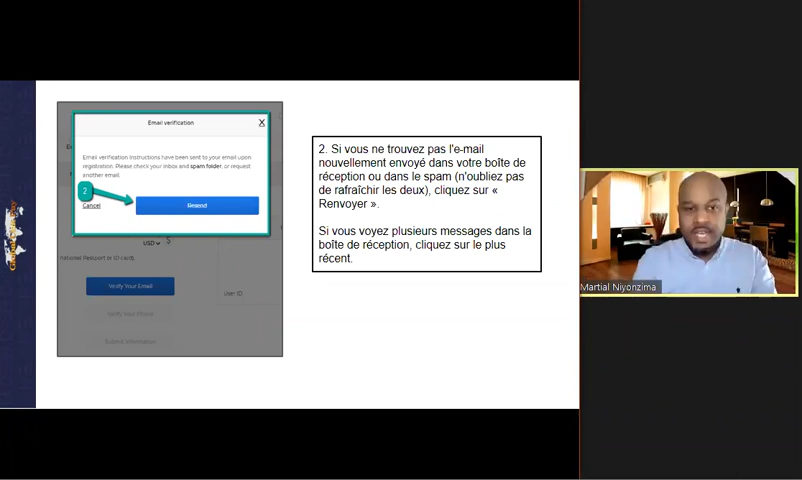 Email verification
X
Email verification instructions have been sent to your email upon
registration. Please check your inbox and spam folder, or request
another email.
2
Cancel
Resend
USD
national Passport or ID card).
Verify Your Email
User ID:
Verify Your Phone
Submit Information
2. Si vous ne trouvez pas l'e-mail
nouvellement envoyé dans votre boîte de
réception ou dans le spam (n'oubliez pas
de rafraîchir les deux), cliquez sur «
Renvoyer ».
Si vous voyez plusieurs messages dans la
boîte de réception, cliquez sur le plus
récent.
Martial Niyonzima